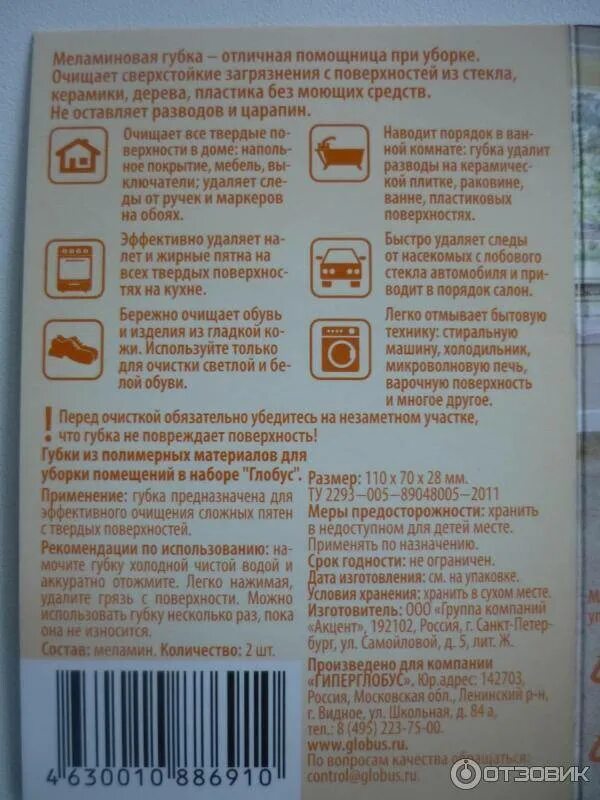 Меламиновая губка – отличная помощница при уборке.
Очищает сверхстойкие загрязнения с поверхностей из стекла,
керамики, дерева, пластика без моющих средств.
Не оставляет разводов и царапин.
Очищает все твердые по-
верхности в доме: наполь-
ное покрытие, мебель, вы-
ключатели; удаляет сле-
ды от ручек и маркеров
на обоях.
Наводит порядок в ван-
ной комнате: губка удалит
разводы на керамичес-
кой плитке, раковине,
ванне, пластиковых
поверхностях.
Эффективно удаляет на-
лет и жирные пятна на
всех твердых поверхнос-
тях на кухне.
Быстро удаляет следы
от насекомых с лобового
стекла автомобиля и при-
водит в порядок салон.
Бережно очищает обувь
и изделия из гладкой ко-
жи. Используйте только
для очистки светлой и бе-
лой обуви.
Легко отмывает бытовую
технику: стиральную
машину, холодильник,
микроволновую печь,
варочную поверхность
и многое другое.
! Перед очисткой обязательно убедитесь на незаметном участке,
что губка не повреждает поверхность!
Губки из полимерных материалов для
уборки помещений в наборе "Глобус".
Применение: губка предназначена для
эффективного очищения сложных пятен
с твердых поверхностей.
Рекомендации по использованию: на-
мочите губку холодной чистой водой и
аккуратно отожмите. Легко нажимая,
удалите грязь с поверхности. Можно
использовать губку несколько раз, пока
она не износится.
Состав: меламин. Количество: 2 шт.
4 630010 886910
Размер: 110 х 70 х 28 мм.
ТУ 2293–005–89048005–2011
Меры предосторожности: хранить
в недоступном для детей месте.
Применять по назначению.
Срок годности: не ограничен.
Дата изготовления: см. на упаковке.
Условия хранения: хранить в сухом месте.
Изготовитель: ООО «Группа компаний
«Акцент», 192102, Россия, г. Санкт-Петер-
бург, ул. Самойловой, д. 5, лит. Ж.
Произведено для компании
«ГИПЕРГЛОБУС». Юр.адрес: 142703,
Россия, Московская обл., Ленинский р-н,
г. Видное, ул. Школьная, д. 84 а,
тел.: 8 (495) 223-75-00.
www.globus.ru.
По вопросам качества обращаться:
control@globus.ru
ОТЗОВИК